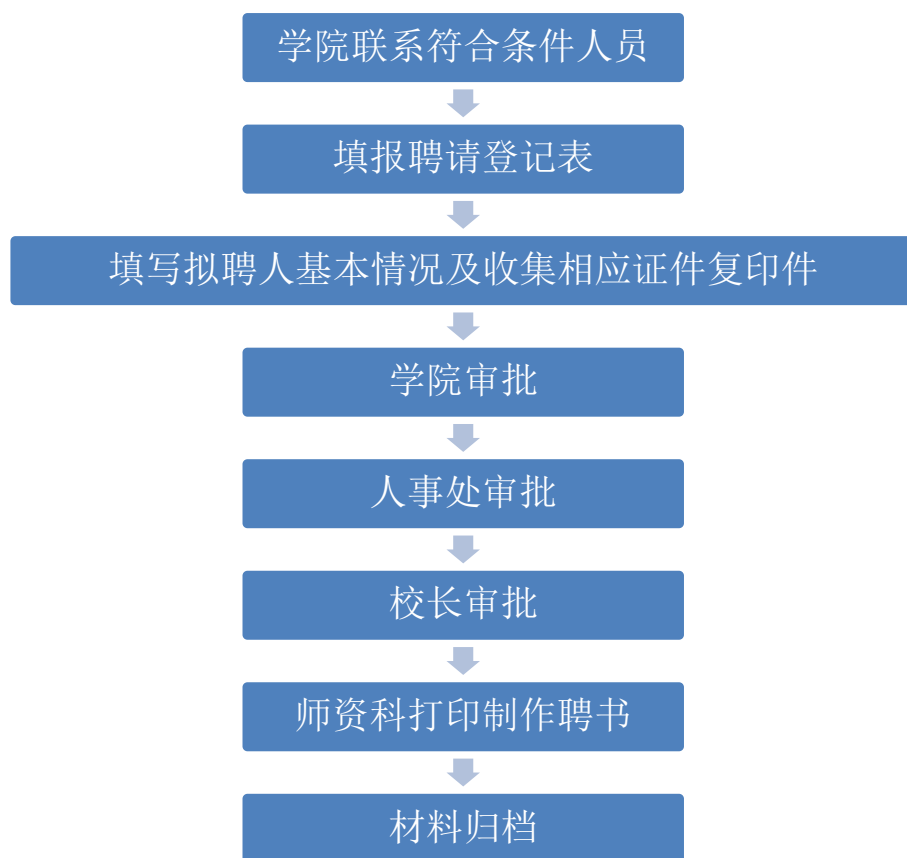 学院联系符合条件人员
填报聘请登记表
填写拟聘人基本情况及收集相应证件复印件
学院审批
人事处审批
校长审批
师资科打印制作聘书
材料归档